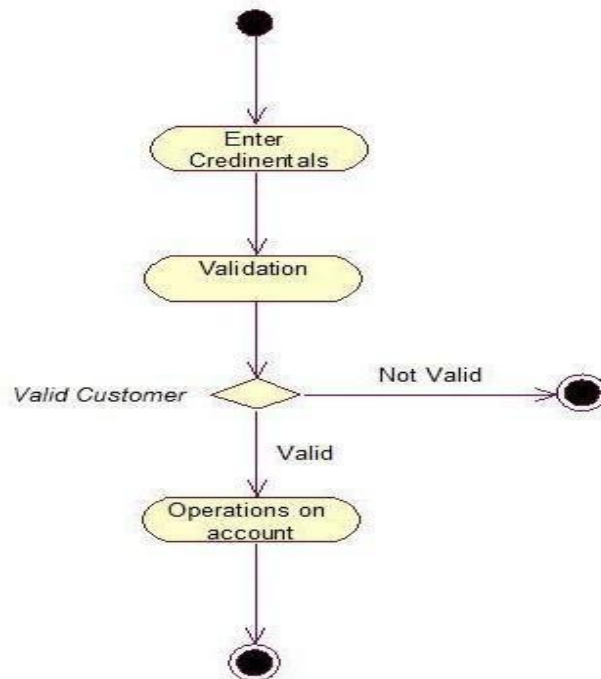 Enter
Credinentals
Validation
Valid Customer
Not Valid
Valid
Operations on
account